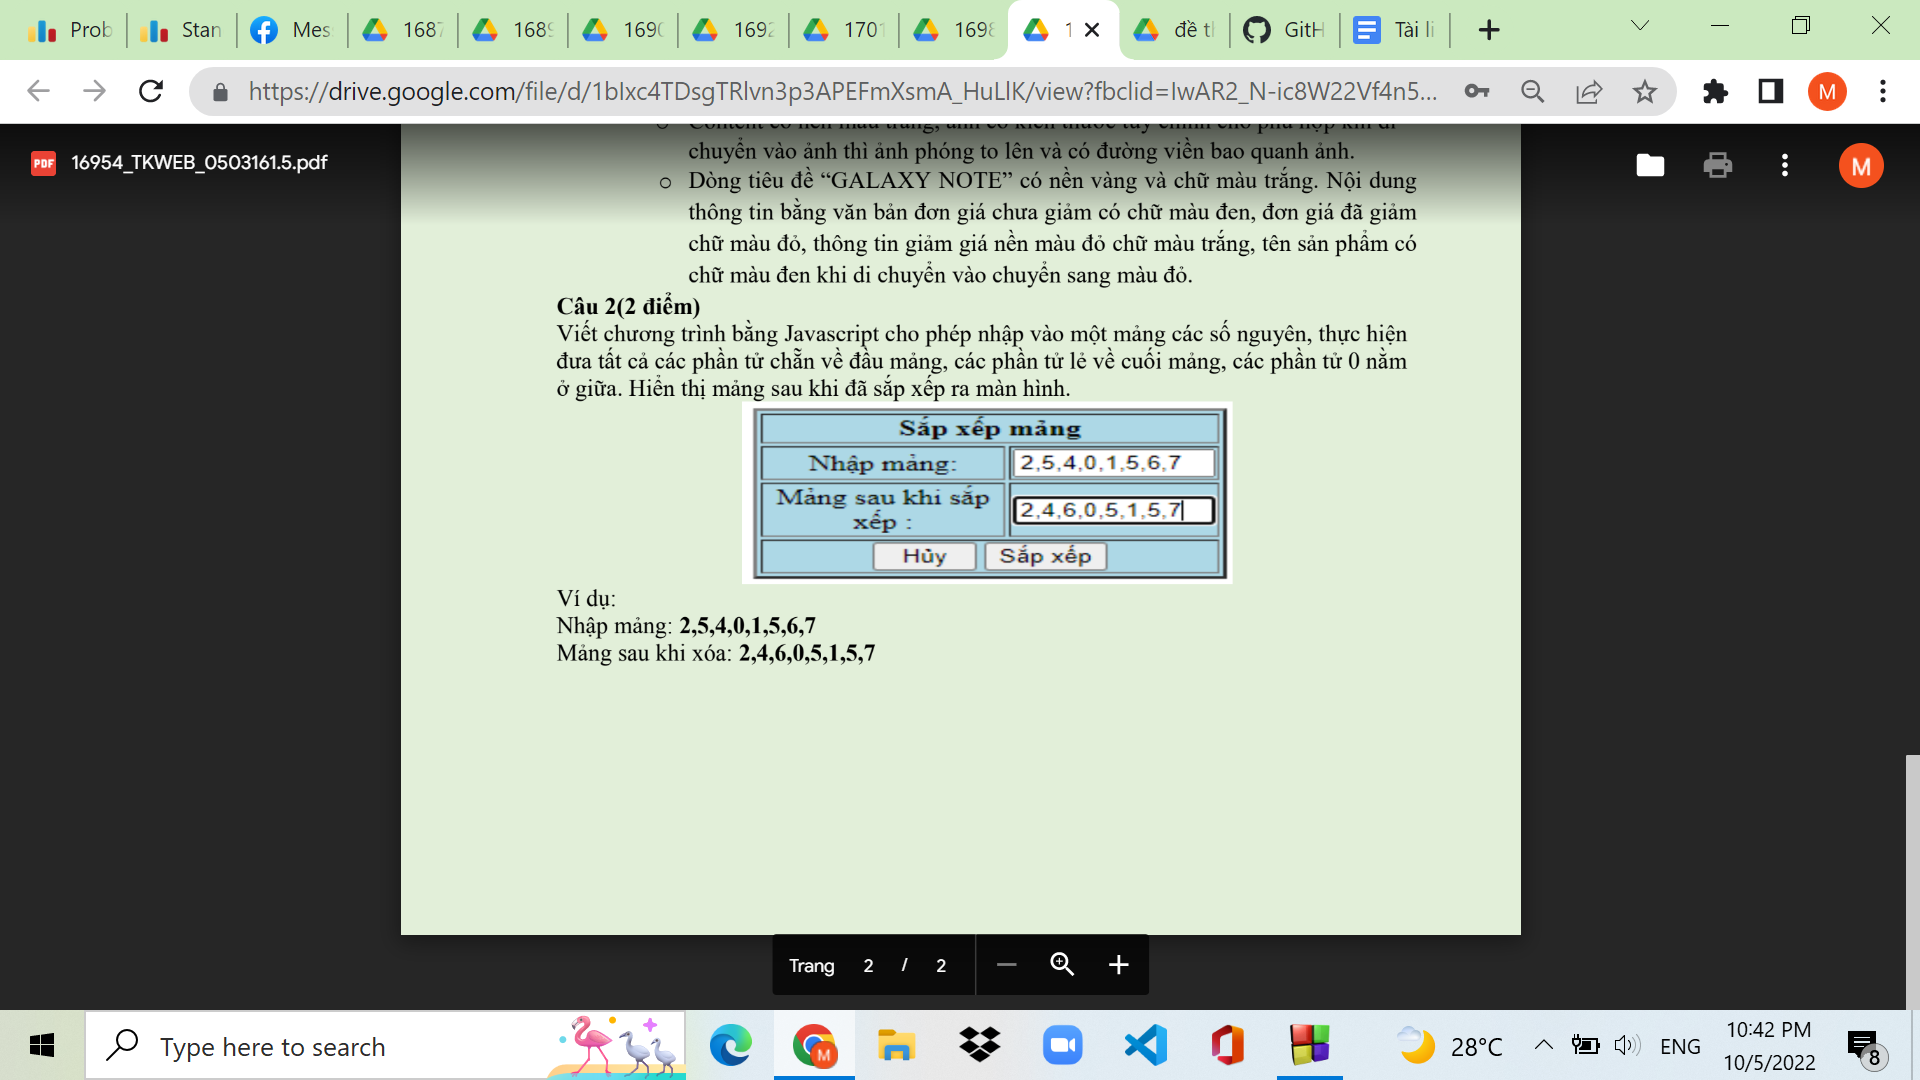 Prob
Stan
Mes
1687
1689
1690
1692
1701
1698
1
đề tl
GitH
Tài li
https://drive.google.com/file/d/1bIxc4TDsgTRlvn3p3APEFmXsmA_HuLlK/view?fbclid=IwAR2_N-ic8W22Vf4n5...
M
PDF 16954_TKWEB_0503161.5.pdf
M
chuyển vào ảnh thì ảnh phóng to lên và có đường viền bao quanh ảnh.
o Dòng tiêu đề “GALAXY NOTE” có nền vàng và chữ màu trắng. Nội dung
thông tin bằng văn bản đơn giá chưa giảm có chữ màu đen, đơn giá đã giảm
chữ màu đỏ, thông tin giảm giá nền màu đỏ chữ màu trắng, tên sản phẩm có
chữ màu đen khi di chuyển vào chuyển sang màu đỏ.
Câu 2(2 điểm)
Viết chương trình bằng Javascript cho phép nhập vào một mảng các số nguyên, thực hiện
đưa tất cả các phần tử chẵn về đầu mảng, các phần tử lẻ về cuối mảng, các phần tử 0 nằm
ở giữa. Hiển thị mảng sau khi đã sắp xếp ra màn hình.
Sắp xếp mảng
Nhập mảng: 2,5,4,0,1,5,6,7
Mảng sau khi sắp
xếp : 2,4,6,0,5,1,5,7
Hủy Sắp xếp
Ví dụ:
Nhập mảng: 2,5,4,0,1,5,6,7
Mảng sau khi xóa: 2,4,6,0,5,1,5,7
Trang 2 / 2
Type here to search
M
28°C
ENG
10:42 PM
10/5/2022
8